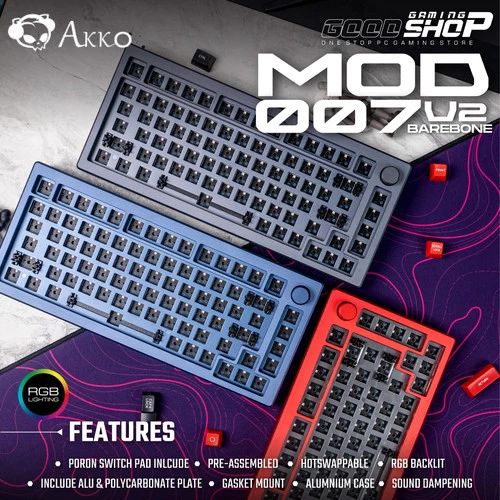 AKKO
GAMING
GOOD SHOP
ONE STOP PC GAMING STORE
MOD
007 V2
BAREBONE
RGB
LIGHTING
FEATURES
• PORON SWITCH PAD INLCUDE • PRE-ASSEMBLED • HOTSWAPPABLE • RGB BACKLIT
• INCLUDE ALU & POLYCARBONATE PLATE • GASKET MOUNT • ALUMNIUM CASE • SOUND DAMPENING